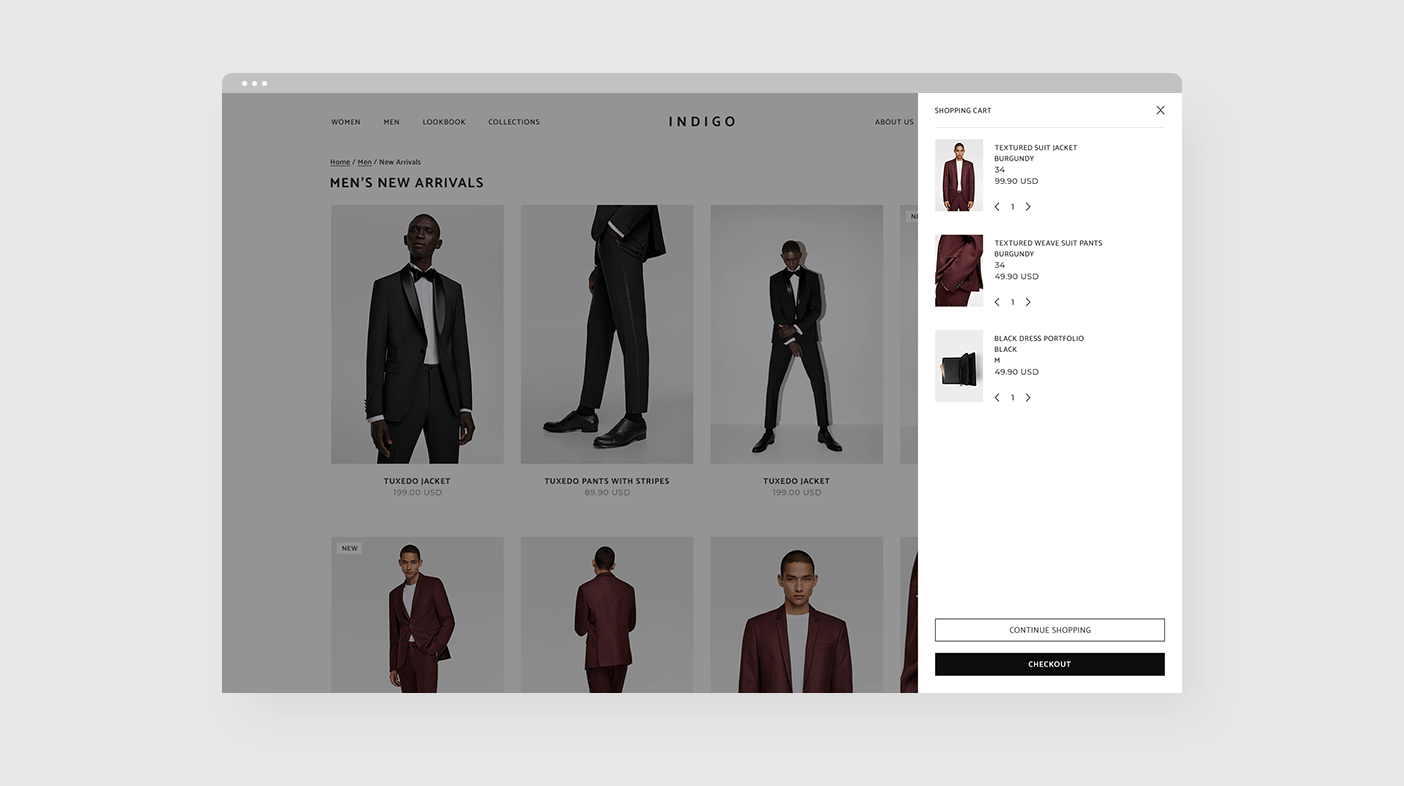 WOMEN MEN LOOKBOOK COLLECTIONS INDIGO ABOUT US
Home / Men / New Arrivals
MEN'S NEW ARRIVALS
TUXEDO JACKET
199.00 USD
TUXEDO PANTS WITH STRIPES
89.90 USD
TUXEDO JACKET
199.00 USD
NEW
SHOPPING CART
TEXTURED SUIT JACKET
BURGUNDY
34
99.90 USD
1
TEXTURED WEAVE SUIT PANTS
BURGUNDY
34
49.90 USD
1
BLACK DRESS PORTFOLIO
BLACK
M
49.90 USD
1
CONTINUE SHOPPING
CHECKOUT